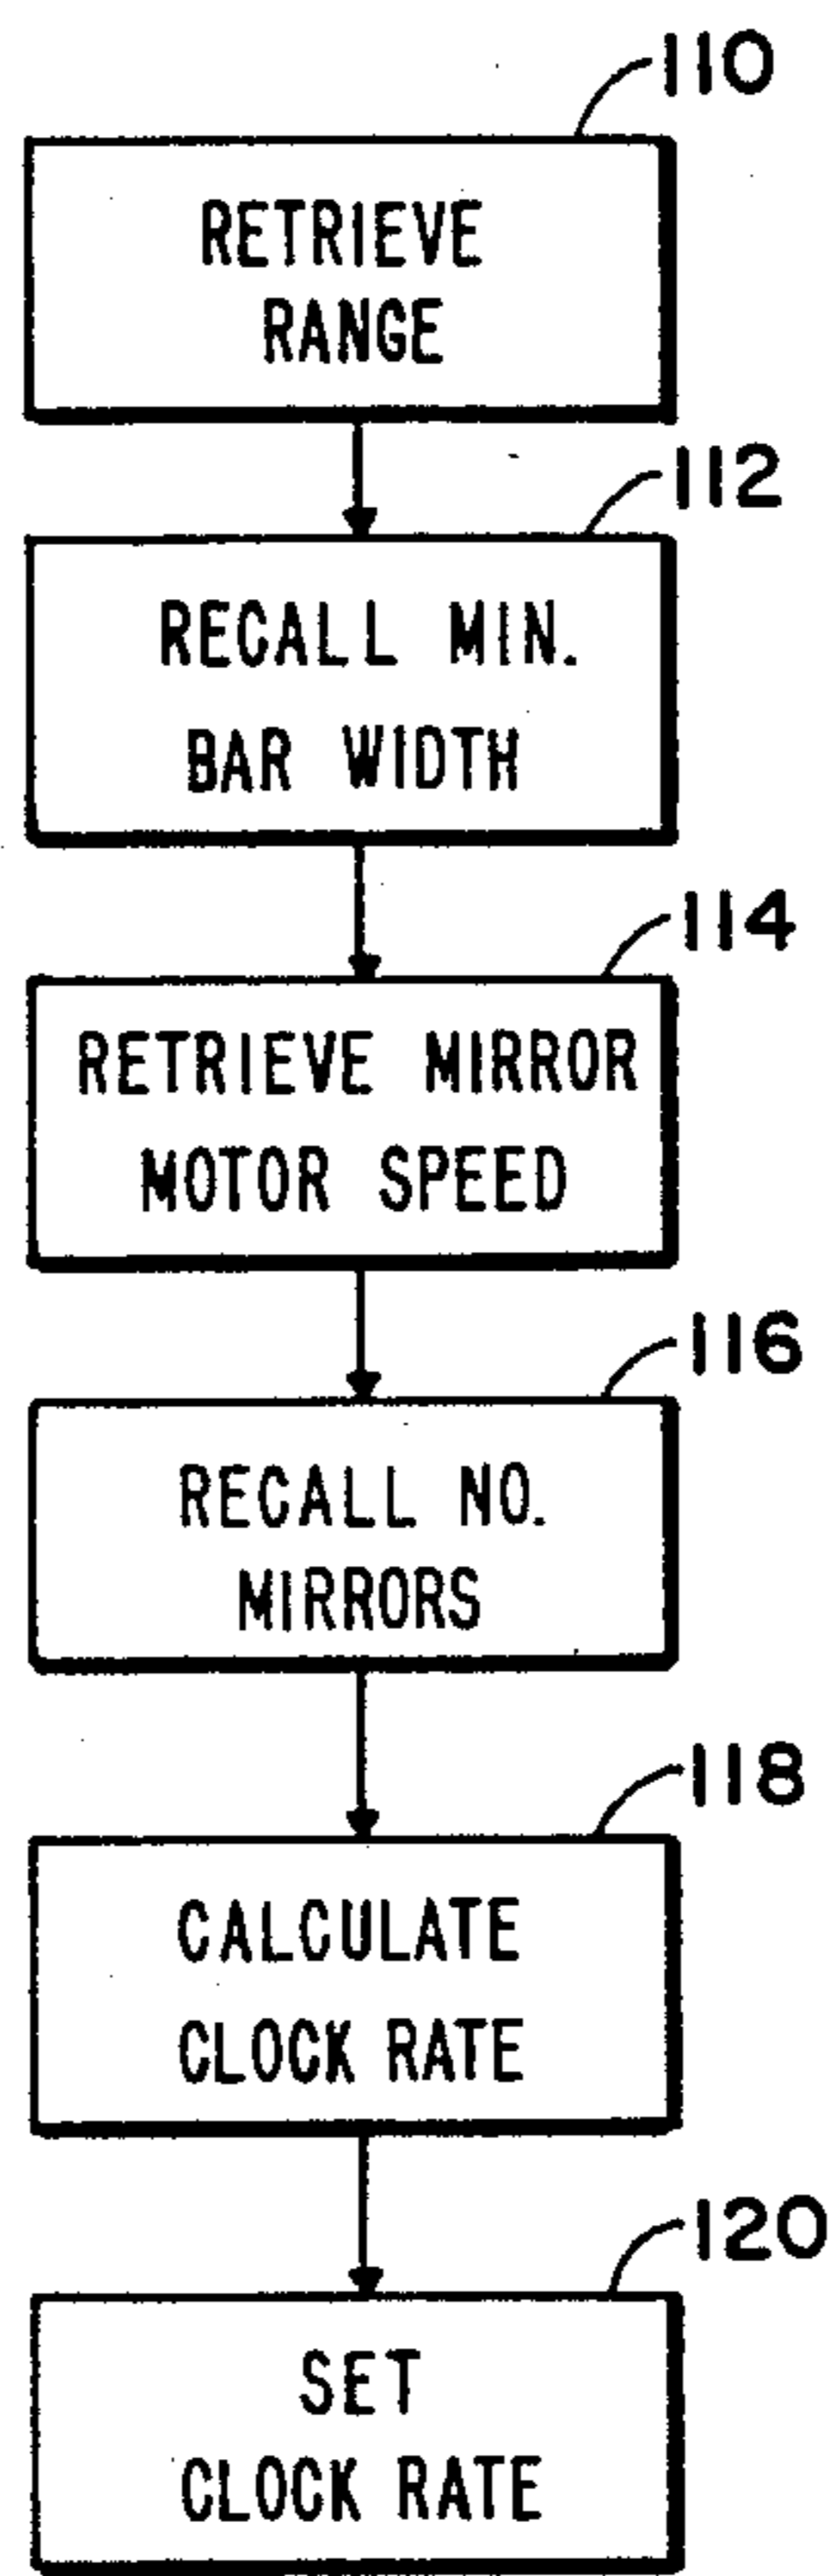 110
RETRIEVE
RANGE
112
RECALL MIN.
BAR WIDTH
114
RETRIEVE MIRROR
MOTOR SPEED
116
RECALL NO.
MIRRORS
118
CALCULATE
CLOCK RATE
120
SET
CLOCK RATE